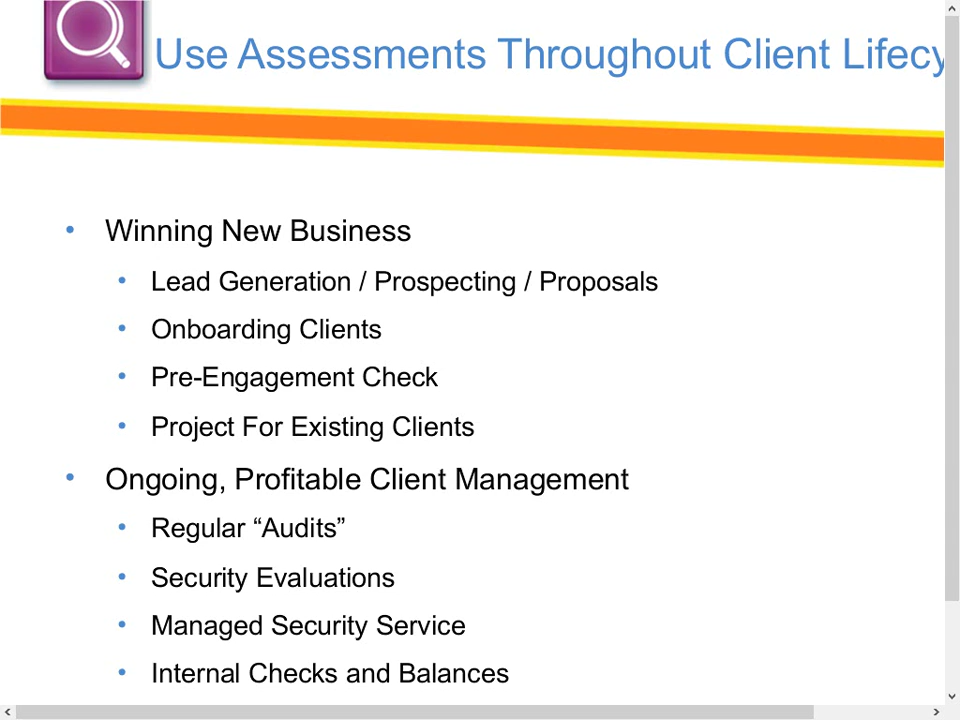 Use Assessments Throughout Client Lifecy
• Winning New Business
• Lead Generation / Prospecting / Proposals
• Onboarding Clients
• Pre-Engagement Check
• Project For Existing Clients
• Ongoing, Profitable Client Management
• Regular “Audits”
• Security Evaluations
• Managed Security Service
• Internal Checks and Balances